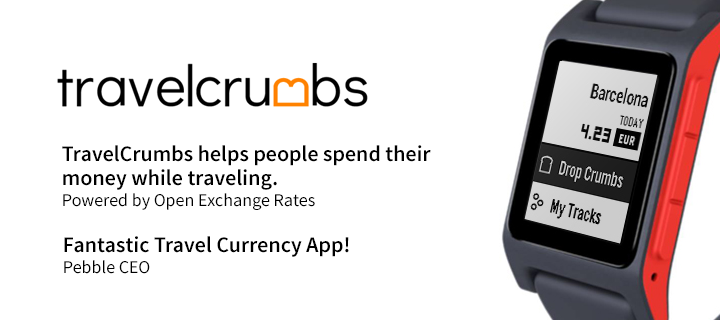 travelcrumbs
TravelCrumbs helps people spend their
money while traveling.
Powered by Open Exchange Rates
Fantastic Travel Currency App!
Pebble CEO
Barcelona
TODAY
4.23 EUR
Drop Crumbs
My Tracks